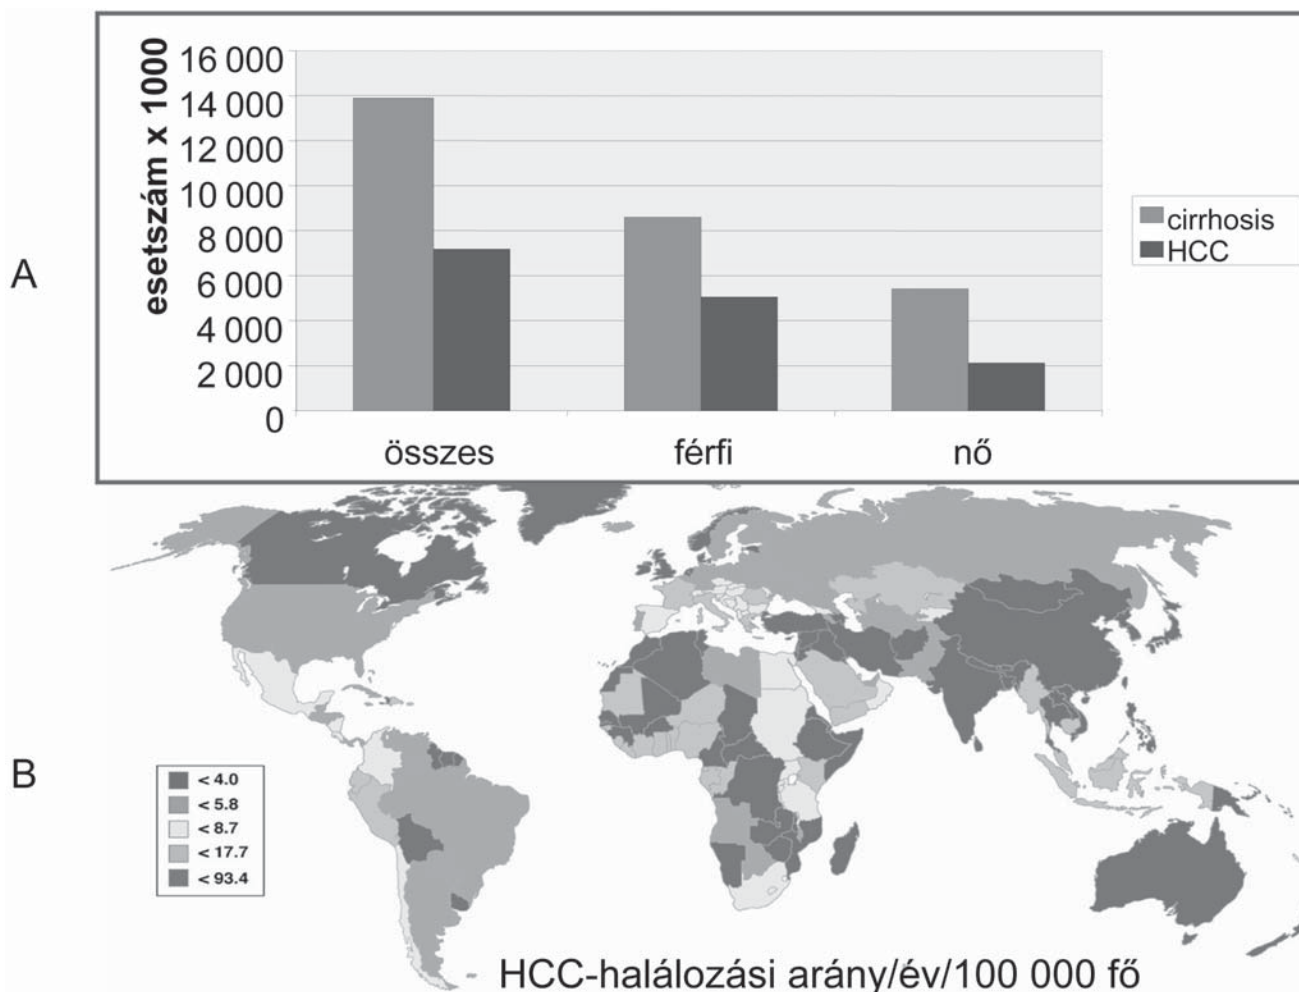 A
esetszám x 1000
16 000
14 000
12 000
10 000
8 000
6 000
4 000
2 000
0
összes
férfi
nő
cirrhosis
HCC
B
< 4.0
< 5.8
< 8.7
< 17.7
< 93.4
HCC-halálozási arány/év/100 000 fő